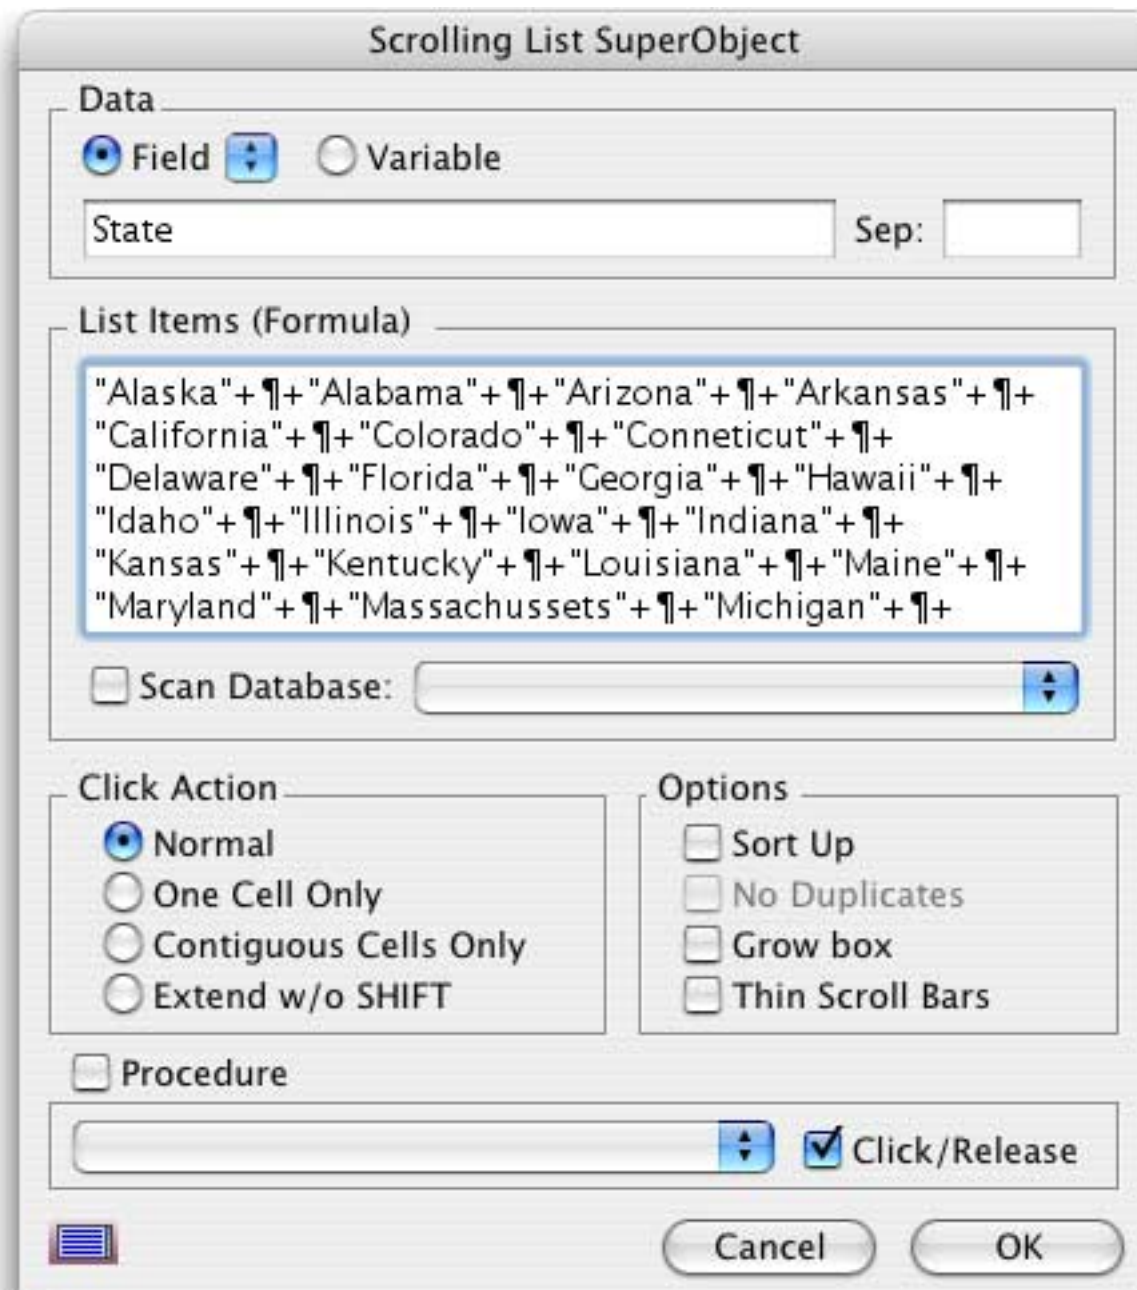 Scrolling List SuperObject
Data
Field Variable
State Sep:
List Items (Formula)
"Alaska"+¶+"Alabama"+¶+"Arizona"+¶+"Arkansas"+¶+
"California"+¶+"Colorado"+¶+"Conneticut"+¶+
"Delaware"+¶+"Florida"+¶+"Georgia"+¶+"Hawaii"+¶+
"Idaho"+¶+"Illinois"+¶+"Iowa"+¶+"Indiana"+¶+
"Kansas"+¶+"Kentucky"+¶+"Louisiana"+¶+"Maine"+¶+
"Maryland"+¶+"Massachussets"+¶+"Michigan"+¶+
Scan Database:
Click Action
Normal
One Cell Only
Contiguous Cells Only
Extend w/o SHIFT
Options
Sort Up
No Duplicates
Grow box
Thin Scroll Bars
Procedure
Click/Release
Cancel OK